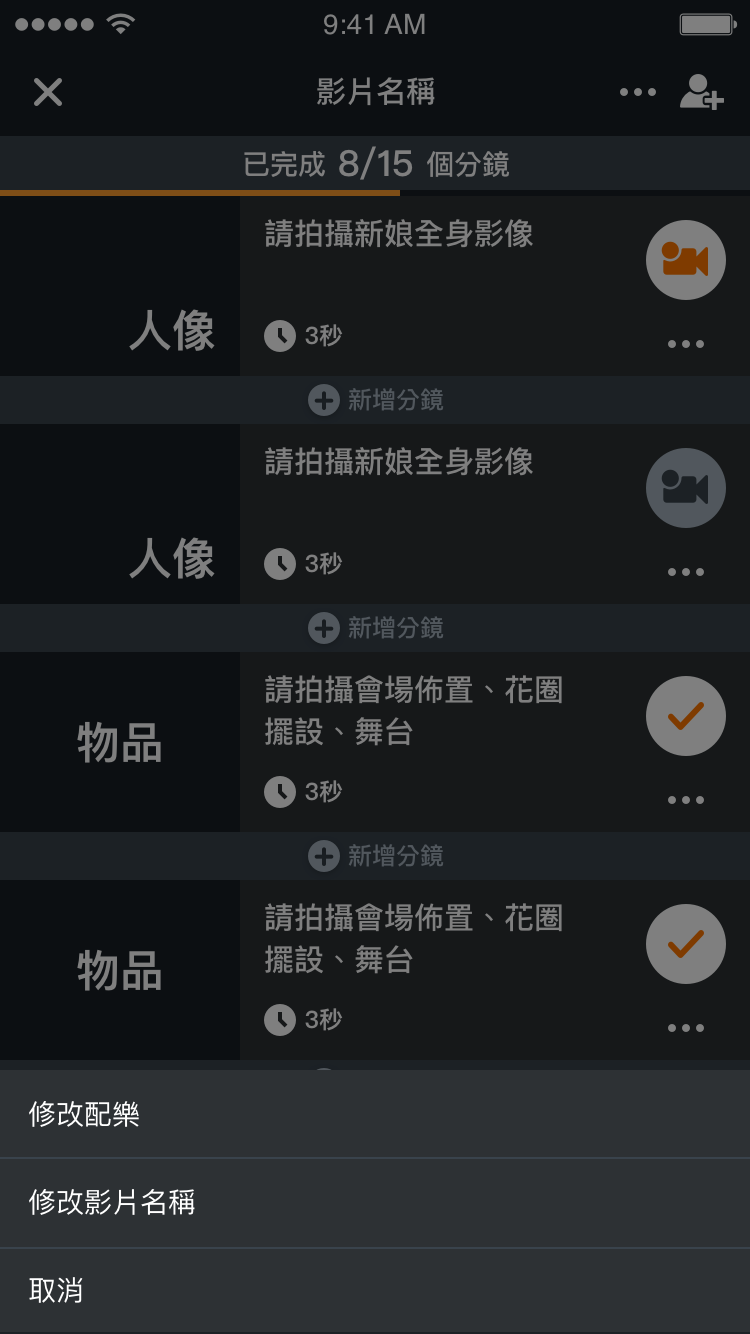 9:41 AM
影片名稱
已完成 8/15 個分鏡
請拍攝新娘全身影像
人像
3秒
新增分鏡
請拍攝新娘全身影像
人像
3秒
新增分鏡
請拍攝會場佈置、花圈
擺設、舞台
物品
3秒
新增分鏡
請拍攝會場佈置、花圈
擺設、舞台
物品
3秒
修改配樂
修改影片名稱
取消